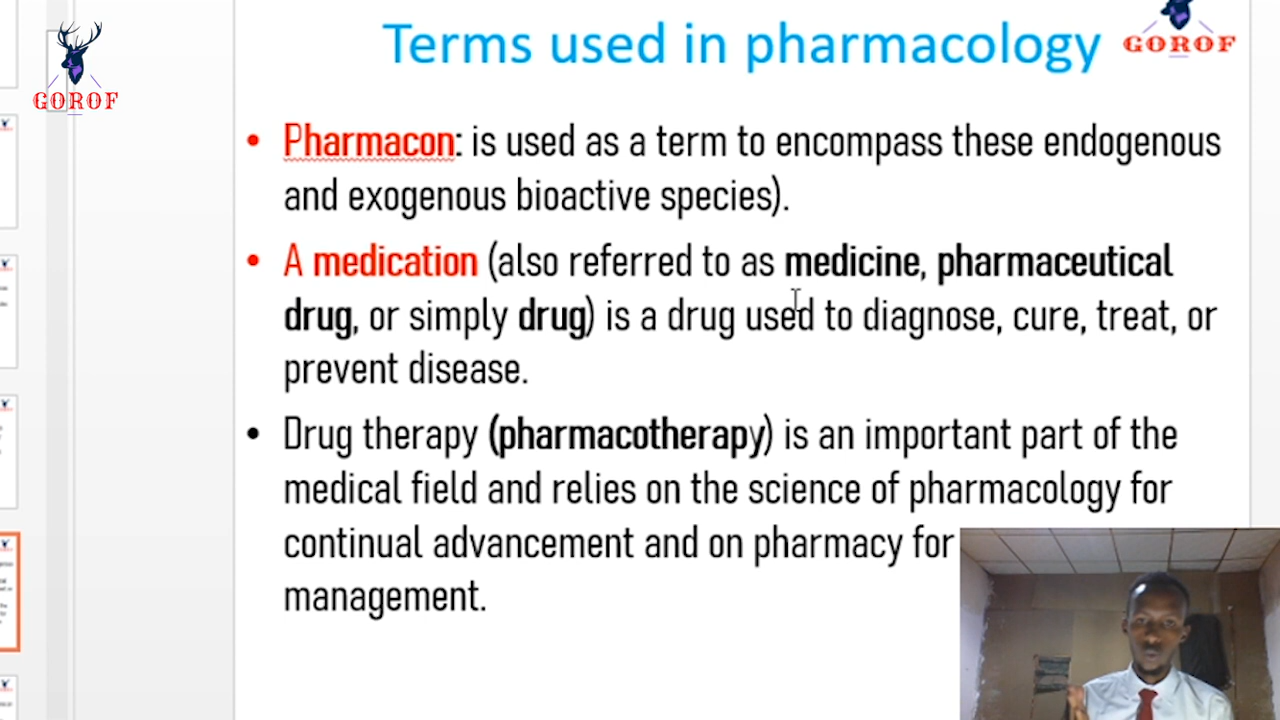 Terms used in pharmacology
GOROF
GOROF
• Pharmacon: is used as a term to encompass these endogenous
and exogenous bioactive species).
• A medication (also referred to as medicine, pharmaceutical
drug, or simply drug) is a drug used to diagnose, cure, treat, or
prevent disease.
• Drug therapy (pharmacotherapy) is an important part of the
medical field and relies on the science of pharmacology for
continual advancement and on pharmacy for
management.